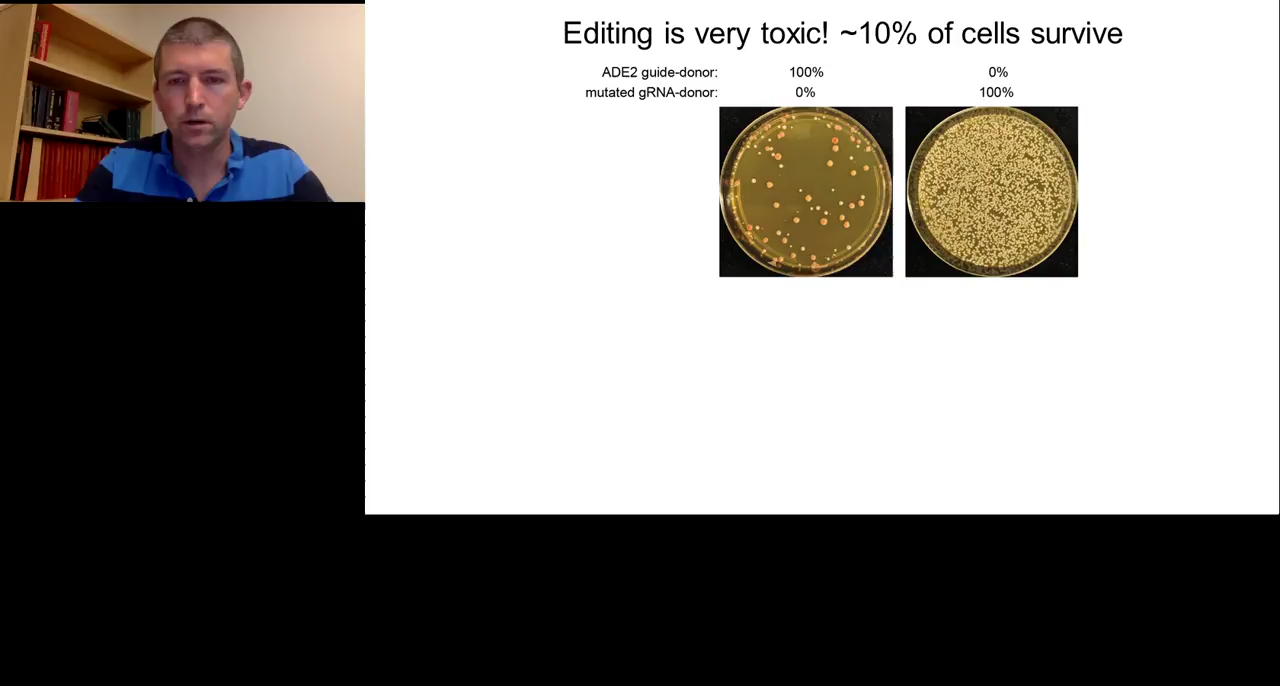 Editing is very toxic! ~10% of cells survive
ADE2 guide-donor: 100% 0%
mutated gRNA-donor: 0% 100%